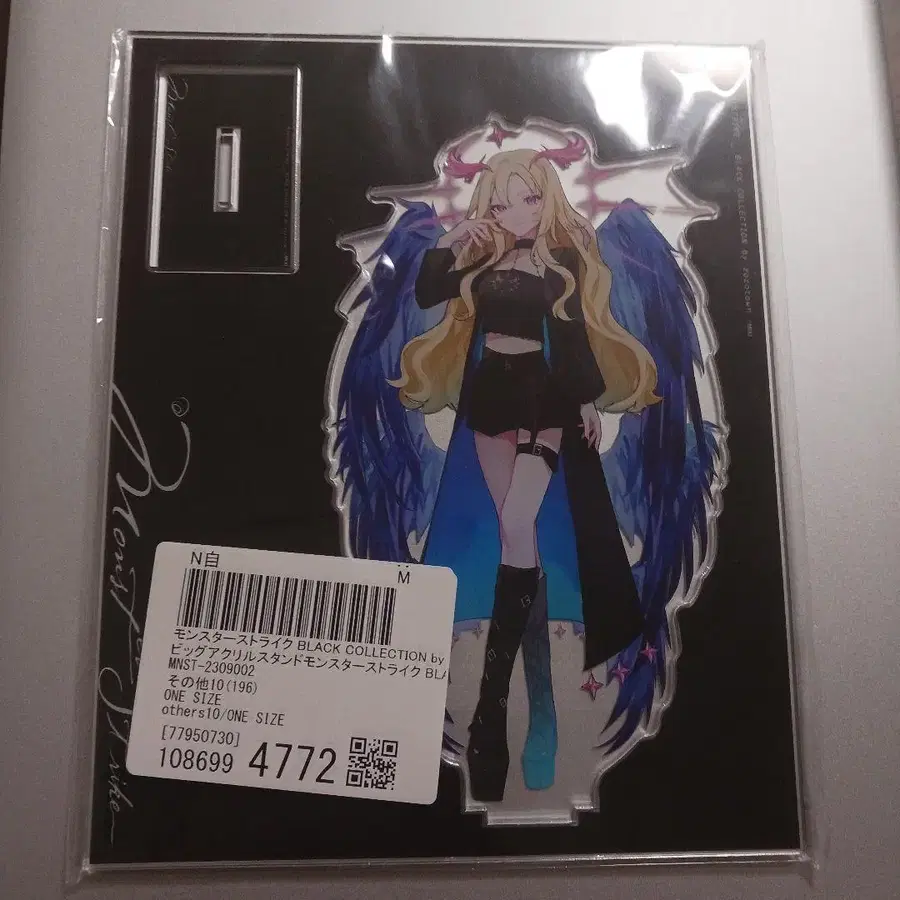 BLACK COLLECTION by zozotown
Monster Strike
N自
M
モンスターストライク BLACK COLLECTION by
ビッグアクリルスタンドモンスターストライク BLA
MNST-2309002
その他10(196)
ONE SIZE
others10/ONE SIZE
[77950730]
108699 4772